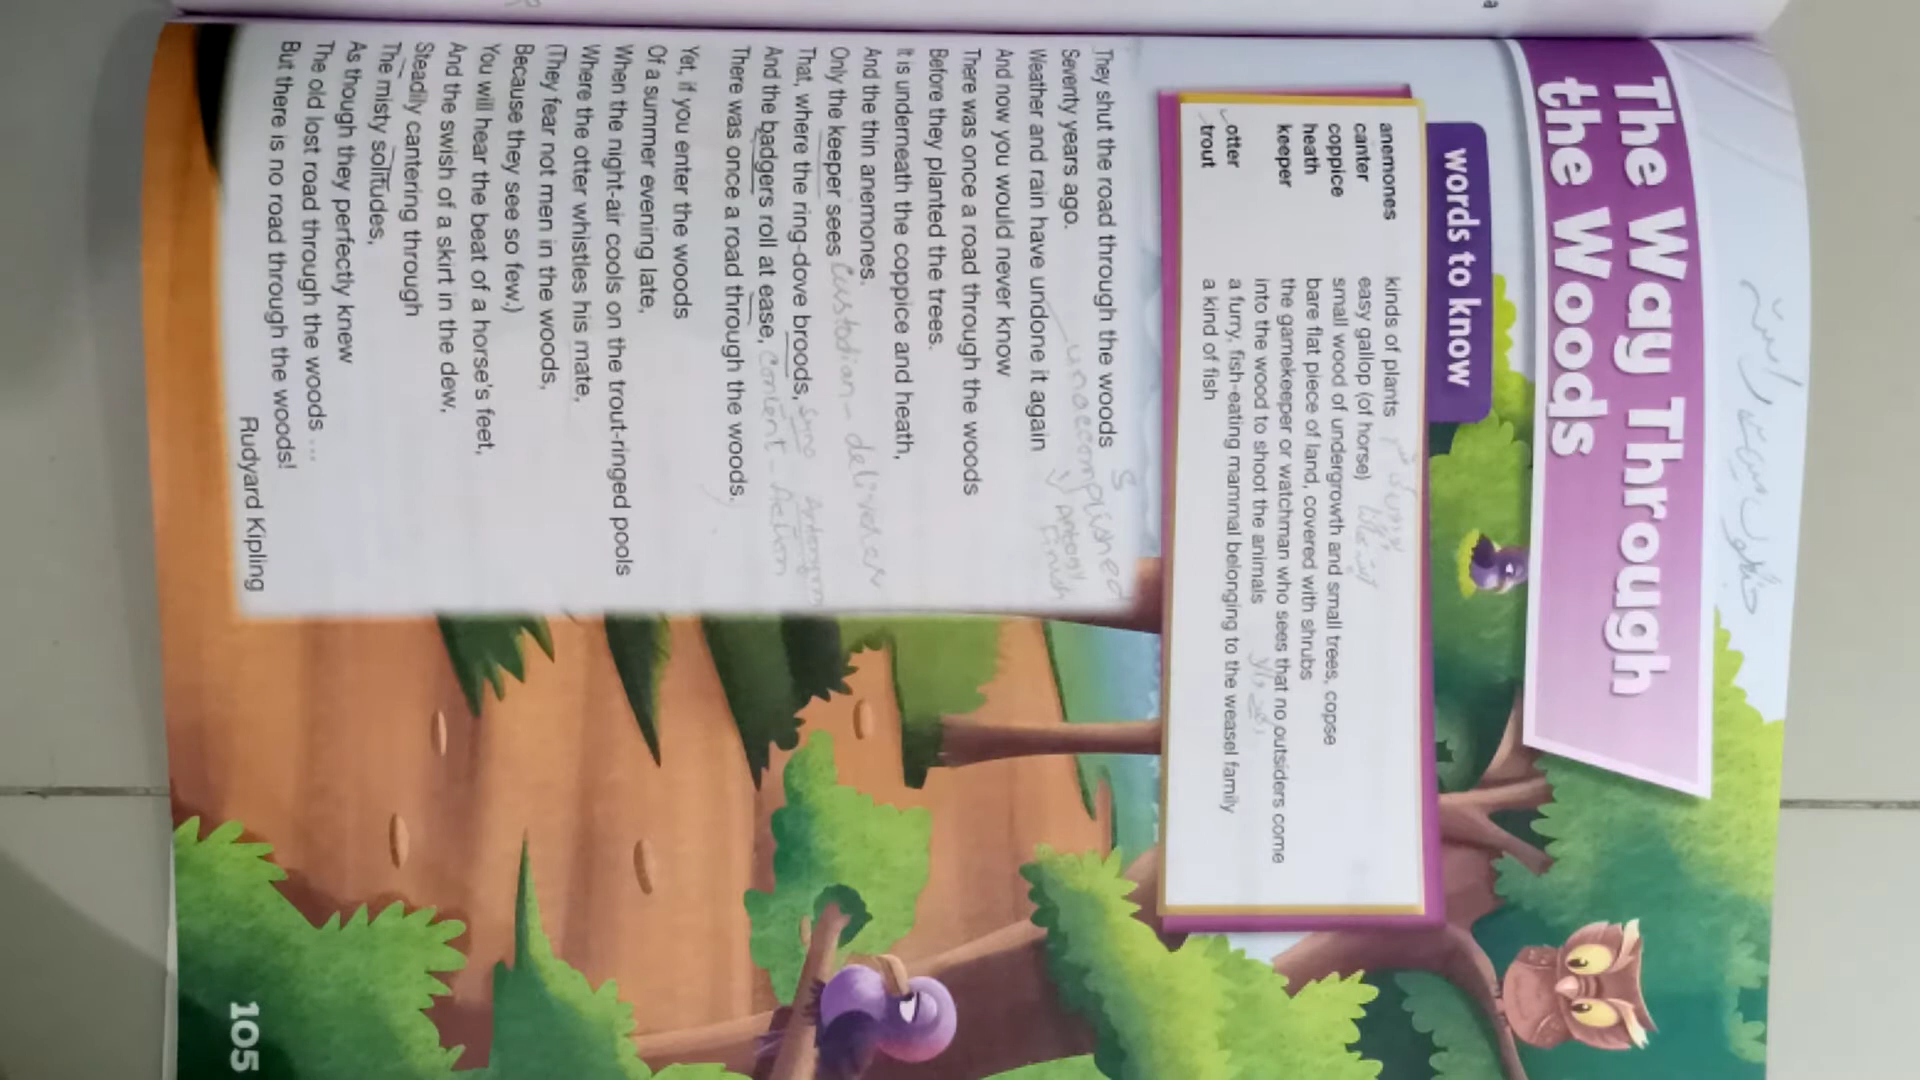 The Way Through
the Woods
words to know
anemones kinds of plants
canter easy gallop (of horse)
coppice small wood of undergrowth and small trees, copse
heath bare flat piece of land, covered with shrubs
keeper the gamekeeper or watchman who sees that no outsiders come
into the wood to shoot the animals
otter a furry, fish-eating mammal belonging to the weasel family
trout a kind of fish
They shut the road through the woods
Seventy years ago.
Weather and rain have undone it again
And now you would never know
There was once a road through the woods
Before they planted the trees.
It is underneath the coppice and heath,
And the thin anemones.
Only the keeper sees custodian-
That, where the ring-dove broods,
And the badgers roll at ease, content - Action
There was once a road through the woods.
Yet, if you enter the woods
Of a summer evening late,
When the night-air cools on the trout-ringed pools
Where the otter whistles his mate,
(They fear not men in the woods,
Because they see so few.)
You will hear the beat of a horse's feet,
And the swish of a skirt in the dew,
Steadily cantering through
The misty solitudes,
As though they perfectly knew
The old lost road through the woods ...
But there is no road through the woods!
Rudyard Kipling
105